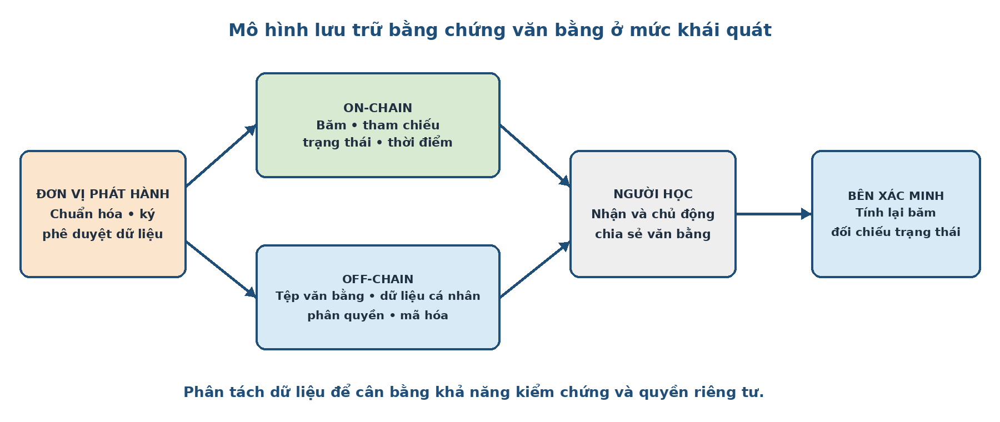 Mô hình lưu trữ bằng chứng văn bằng ở mức khái quát
ĐƠN VỊ PHÁT HÀNH
Chuẩn hóa • ký
phê duyệt dữ liệu
ON-CHAIN
Băm • tham chiếu
trạng thái • thời điểm
OFF-CHAIN
Tệp văn bằng • dữ liệu cá nhân
phân quyền • mã hóa
NGƯỜI HỌC
Nhận và chủ động
chia sẻ văn bằng
BÊN XÁC MINH
Tính lại băm
đối chiếu trạng thái
Phân tách dữ liệu để cân bằng khả năng kiểm chứng và quyền riêng tư.